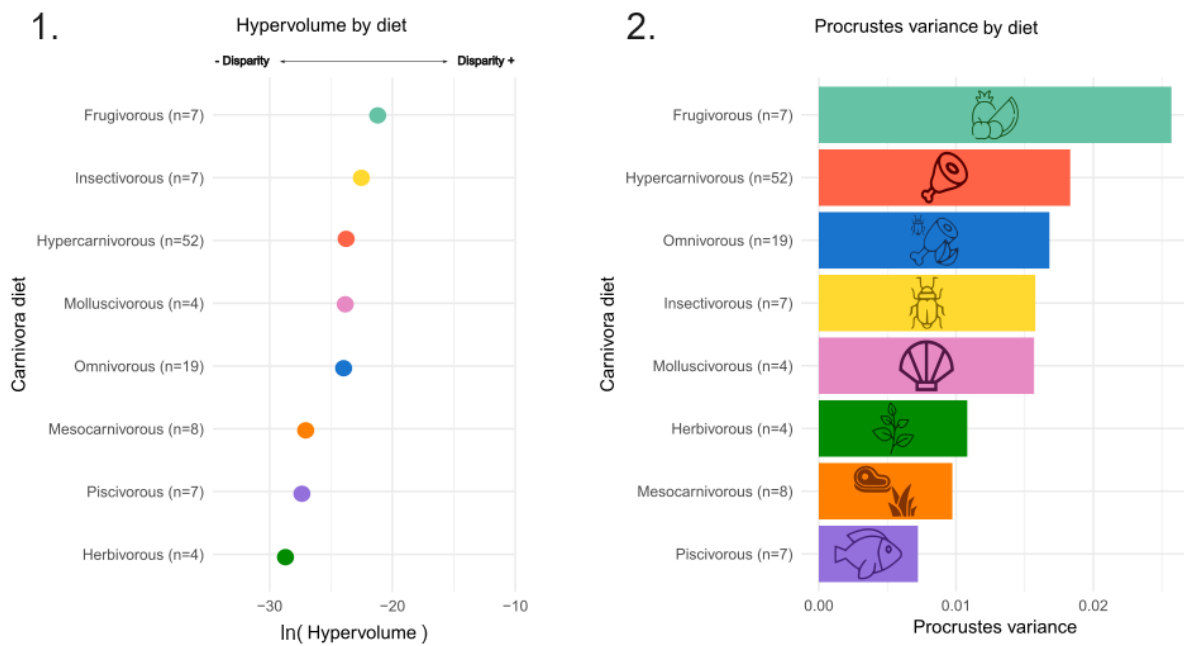 1.
Hypervolume by diet
- Disparity
Disparity +
Carnivora diet
Frugivorous (n=7)
Insectivorous (n=7)
Hypercarnivorous (n=52)
Molluscivorous (n=4)
Omnivorous (n=19)
Mesocarnivorous (n=8)
Piscivorous (n=7)
Herbivorous (n=4)
−30
−20
−10
ln( Hypervolume )
2.
Procrustes variance by diet
Carnivora diet
Frugivorous (n=7)
Hypercarnivorous (n=52)
Omnivorous (n=19)
Insectivorous (n=7)
Molluscivorous (n=4)
Herbivorous (n=4)
Mesocarnivorous (n=8)
Piscivorous (n=7)
0.00
0.01
0.02
Procrustes variance